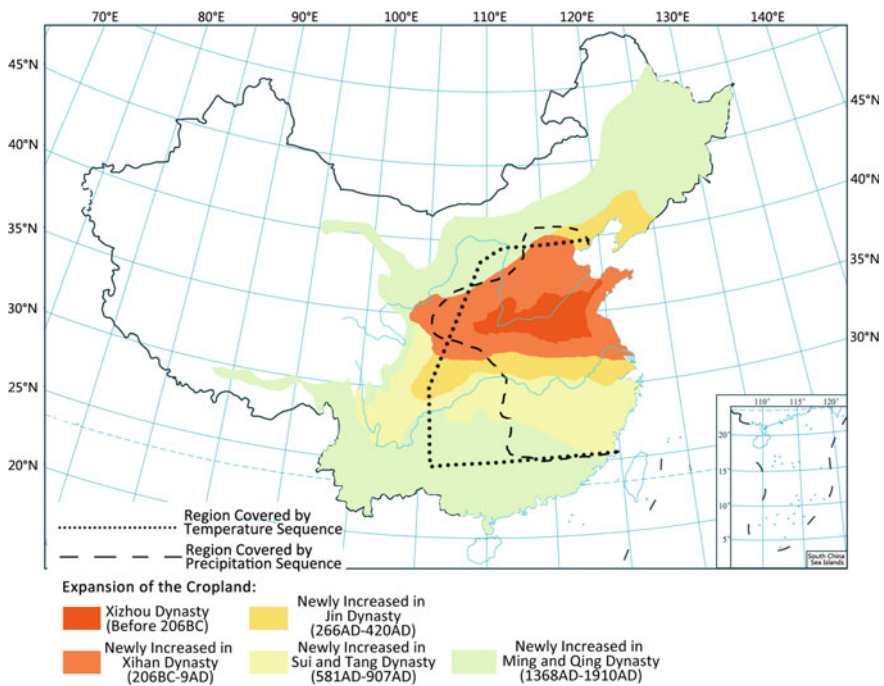 70°E 80°E 90°E 100°E 110°E 120°E 130°E 140°E
45°N 45°N
40°N 40°N
35°N 35°N
30°N 30°N
25°N
20°N
110° 115° 120°
20°
15°
10°
5°
South China
Sea Islands
Region Covered by
Temperature Sequence
Region Covered by
Precipitation Sequence
Expansion of the Cropland:
Xizhou Dynasty
(Before 206BC)
Newly Increased in
Jin Dynasty
(266AD-420AD)
Newly Increased in
Xihan Dynasty
(206BC-9AD)
Newly Increased in
Sui and Tang Dynasty
(581AD-907AD)
Newly Increased in
Ming and Qing Dynasty
(1368AD-1910AD)